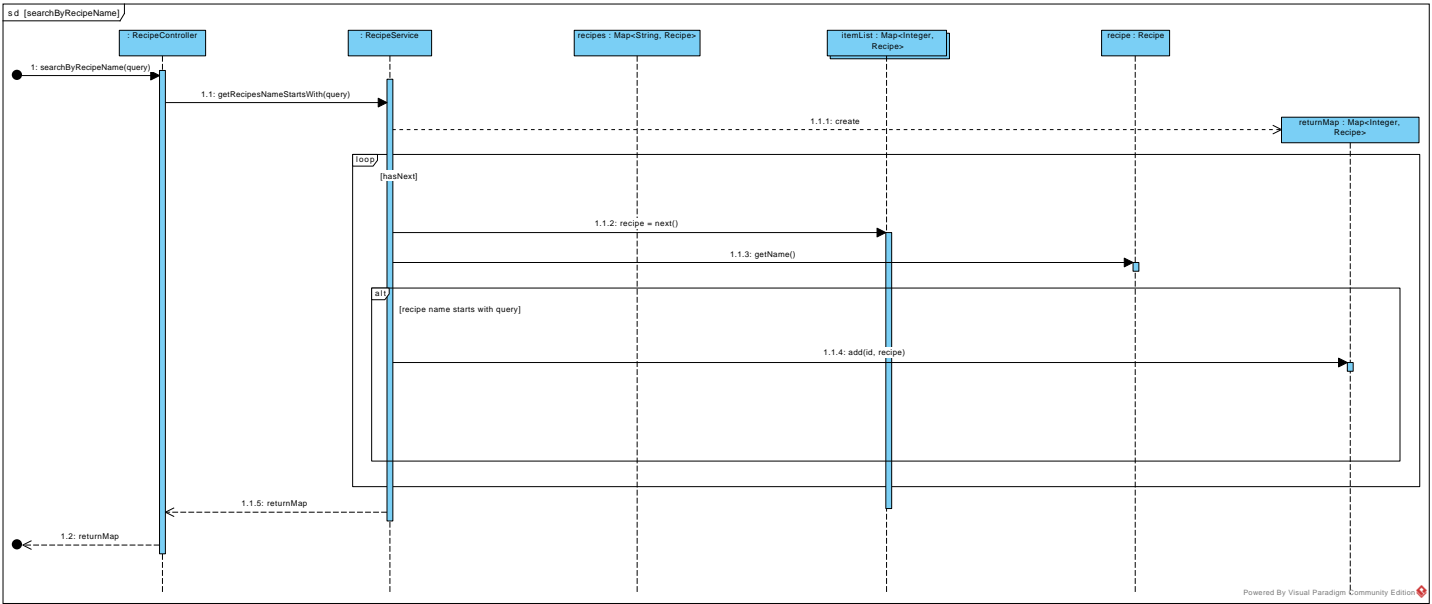 sd [searchByRecipeName]
: RecipeController
: RecipeService
recipes : Map<String, Recipe>
itemList : Map<Integer,
Recipe>
recipe : Recipe
1: searchByRecipeName(query)
1.1: getRecipesNameStartsWith(query)
1.1.1: create
returnMap : Map<Integer,
Recipe>
loop
[hasNext]
1.1.2: recipe = next()
1.1.3: getName()
alt
[recipe name starts with query]
1.1.4: add(id, recipe)
1.1.5: returnMap
1.2: returnMap
Powered By Visual Paradigm Community Edition